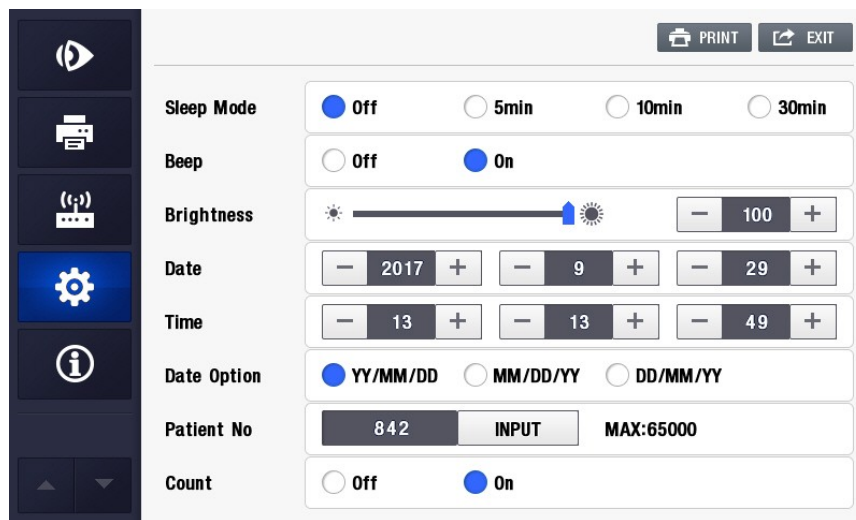 PRINT EXIT
Sleep Mode Off 5min 10min 30min
Beep Off On
Brightness − 100 +
Date − 2017 + − 9 + − 29 +
Time − 13 + − 13 + − 49 +
Date Option YY/MM/DD MM/DD/YY DD/MM/YY
Patient No 842 INPUT MAX:65000
Count Off On